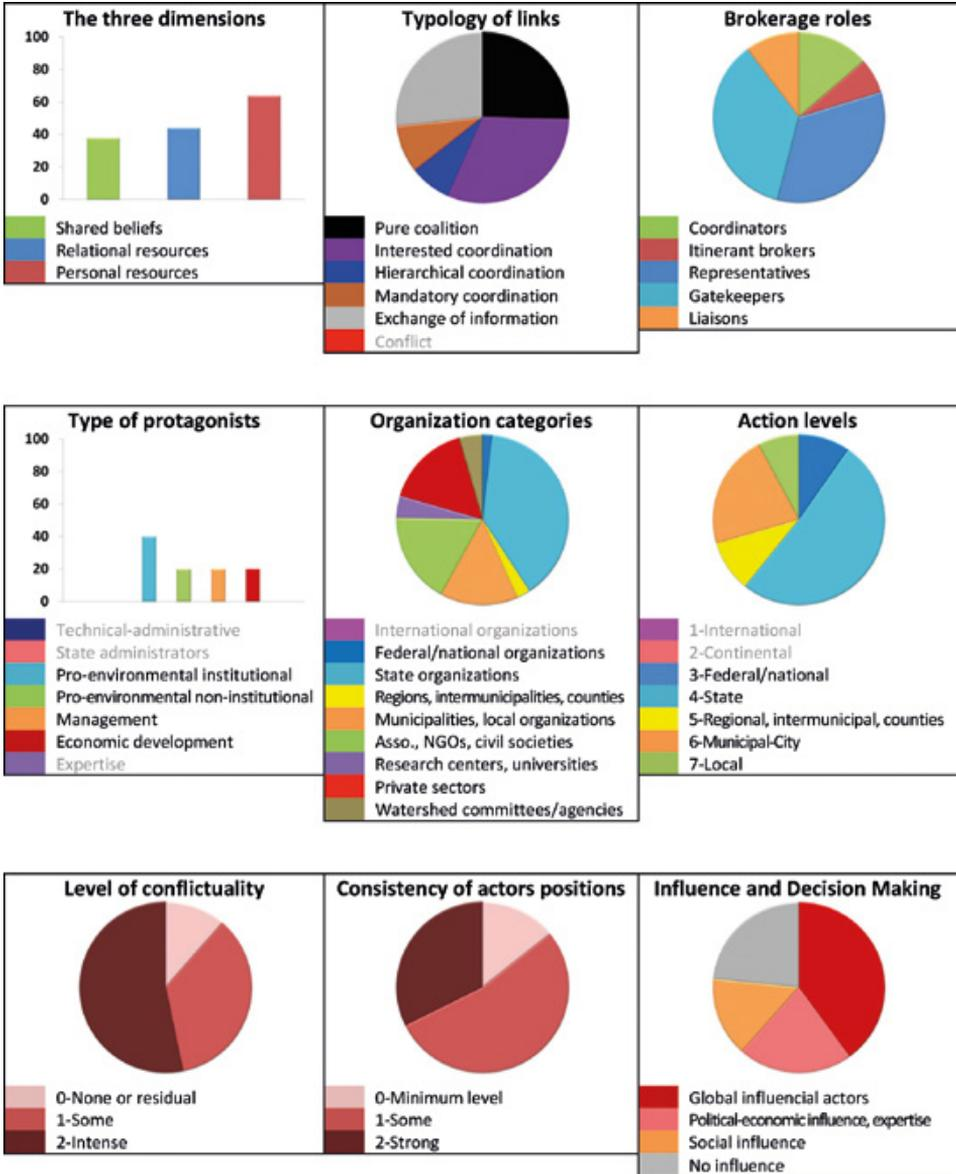 The three dimensions
100
80
60
40
20
0
Shared beliefs
Relational resources
Personal resources
Typology of links
Pure coalition
Interested coordination
Hierarchical coordination
Mandatory coordination
Exchange of information
Conflict
Brokerage roles
Coordinators
Itinerant brokers
Representatives
Gatekeepers
Liaisons
Type of protagonists
100
80
60
40
20
0
Technical-administrative
State administrators
Pro-environmental institutional
Pro-environmental non-institutional
Management
Economic development
Expertise
Organization categories
International organizations
Federal/national organizations
State organizations
Regions, intermunicipalities, counties
Municipalities, local organizations
Asso., NGOs, civil societies
Research centers, universities
Private sectors
Watershed committees/agencies
Action levels
1-International
2-Continental
3-Federal/national
4-State
5-Regional, intermunicipal, counties
6-Municipal-City
7-Local
Level of conflictuality
0-None or residual
1-Some
2-Intense
Consistency of actors positions
0-Minimum level
1-Some
2-Strong
Influence and Decision Making
Global influencial actors
Political-economic influence, expertise
Social influence
No influence